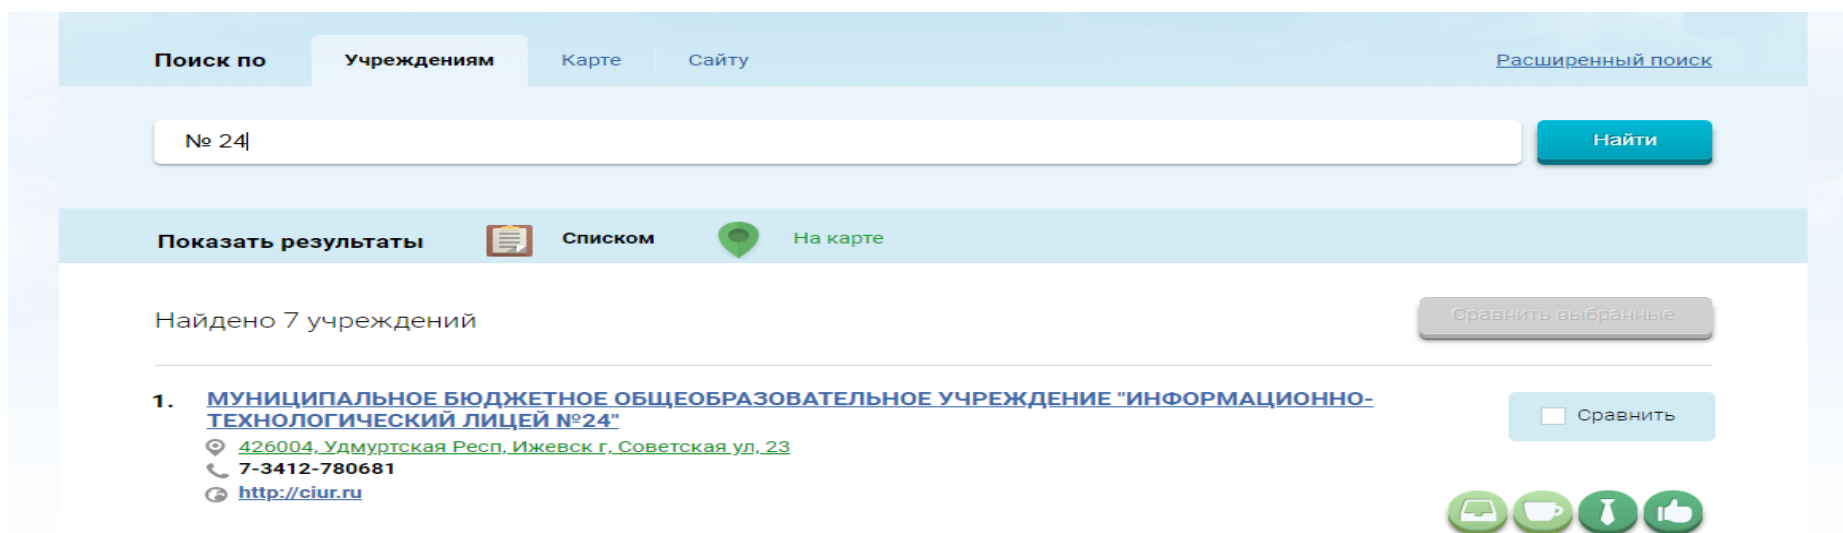 Поиск по Учреждениям Карте Сайту Расширенный поиск
№ 24 Найти
Показать результаты Списком На карте
Найдено 7 учреждений Сравнить выбранные
1. МУНИЦИПАЛЬНОЕ БЮДЖЕТНОЕ ОБЩЕОБРАЗОВАТЕЛЬНОЕ УЧРЕЖДЕНИЕ "ИНФОРМАЦИОННО-
ТЕХНОЛОГИЧЕСКИЙ ЛИЦЕЙ №24"
Сравнить
426004, Удмуртская Респ, Ижевск г, Советская ул, 23
7-3412-780681
http://ciur.ru